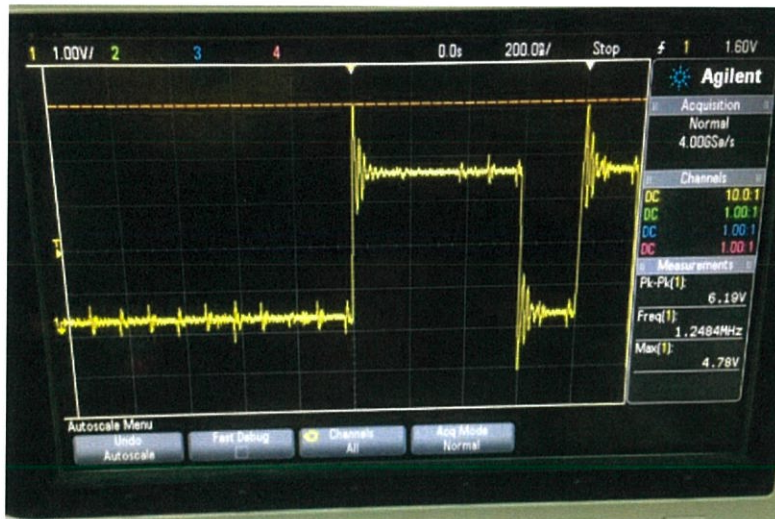 1 1.00V/ 2 3 4 0.0s 200.0s/ Stop 1 1.60V
Agilent
Acquisition
Normal
4.00GSa/s
Channels
DC 10.0:1
DC 1.00:1
DC 1.00:1
DC 1.00:1
Measurements
Pk-Pk(1):
6.19V
Freq(1):
1.2484MHz
Max(1):
4.78V
Autoscale Menu
Undo
Autoscale
Fast Debug
Channels
All
Acq Mode
Normal